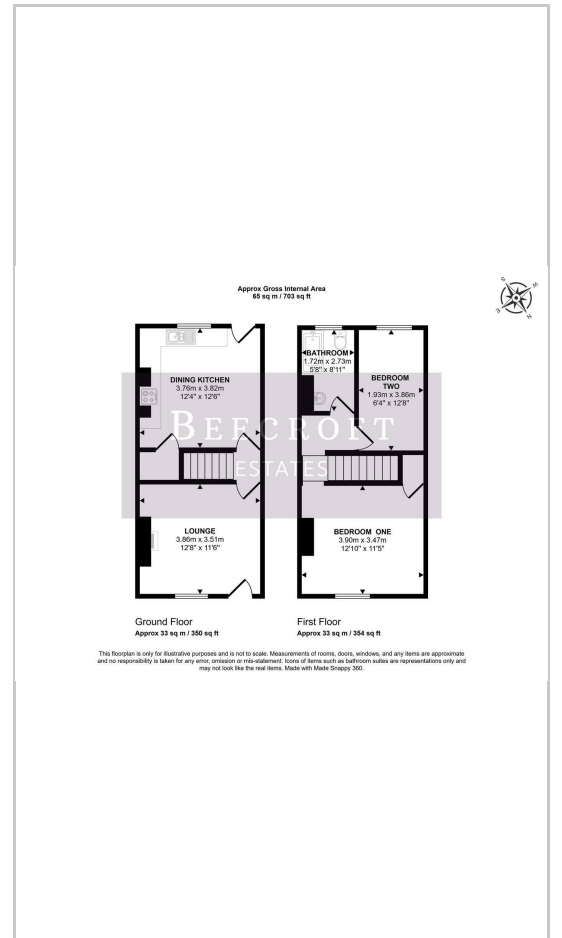 Approx Gross Internal Area
65 sq m / 703 sq ft
S
W
E
N
DINING KITCHEN
3.76m x 3.82m
12'4" x 12'6"
BATHROOM
1.72m x 2.73m
5'8" x 8'11"
BEDROOM
TWO
1.93m x 3.86m
6'4" x 12'8"
BEECROFT
ESTATES
LOUNGE
3.86m x 3.51m
12'8" x 11'6"
BEDROOM ONE
3.90m x 3.47m
12'10" x 11'5"
Ground Floor
Approx 33 sq m / 350 sq ft
First Floor
Approx 33 sq m / 354 sq ft
This floorplan is only for illustrative purposes and is not to scale. Measurements of rooms, doors, windows, and any items are approximate
and no responsibility is taken for any error, omission or mis-statement. Icons of items such as bathroom suites are representations only and
may not look like the real items. Made with Made Snappy 360.